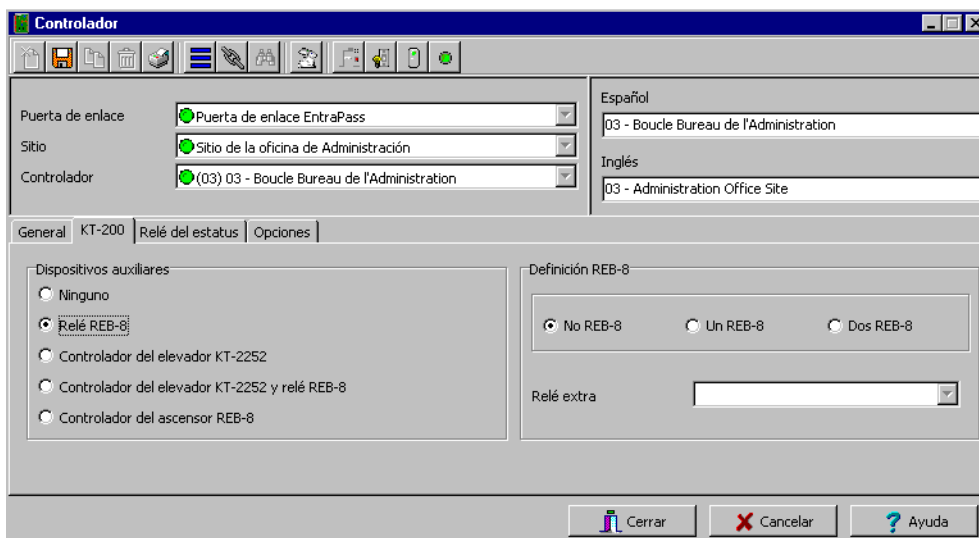 Controlador
Puerta de enlace
Puerta de enlace EntraPass
Sitio
Sitio de la oficina de Administración
Controlador
(03) 03 - Boucle Bureau de l'Administration
Español
03 - Boucle Bureau de l'Administration
Inglés
03 - Administration Office Site
General
KT-200
Relé del estatus
Opciones
Dispositivos auxiliares
Ninguno
Relé REB-8
Controlador del elevador KT-2252
Controlador del elevador KT-2252 y relé REB-8
Controlador del ascensor REB-8
Definición REB-8
No REB-8
Un REB-8
Dos REB-8
Relé extra
Cerrar
Cancelar
Ayuda